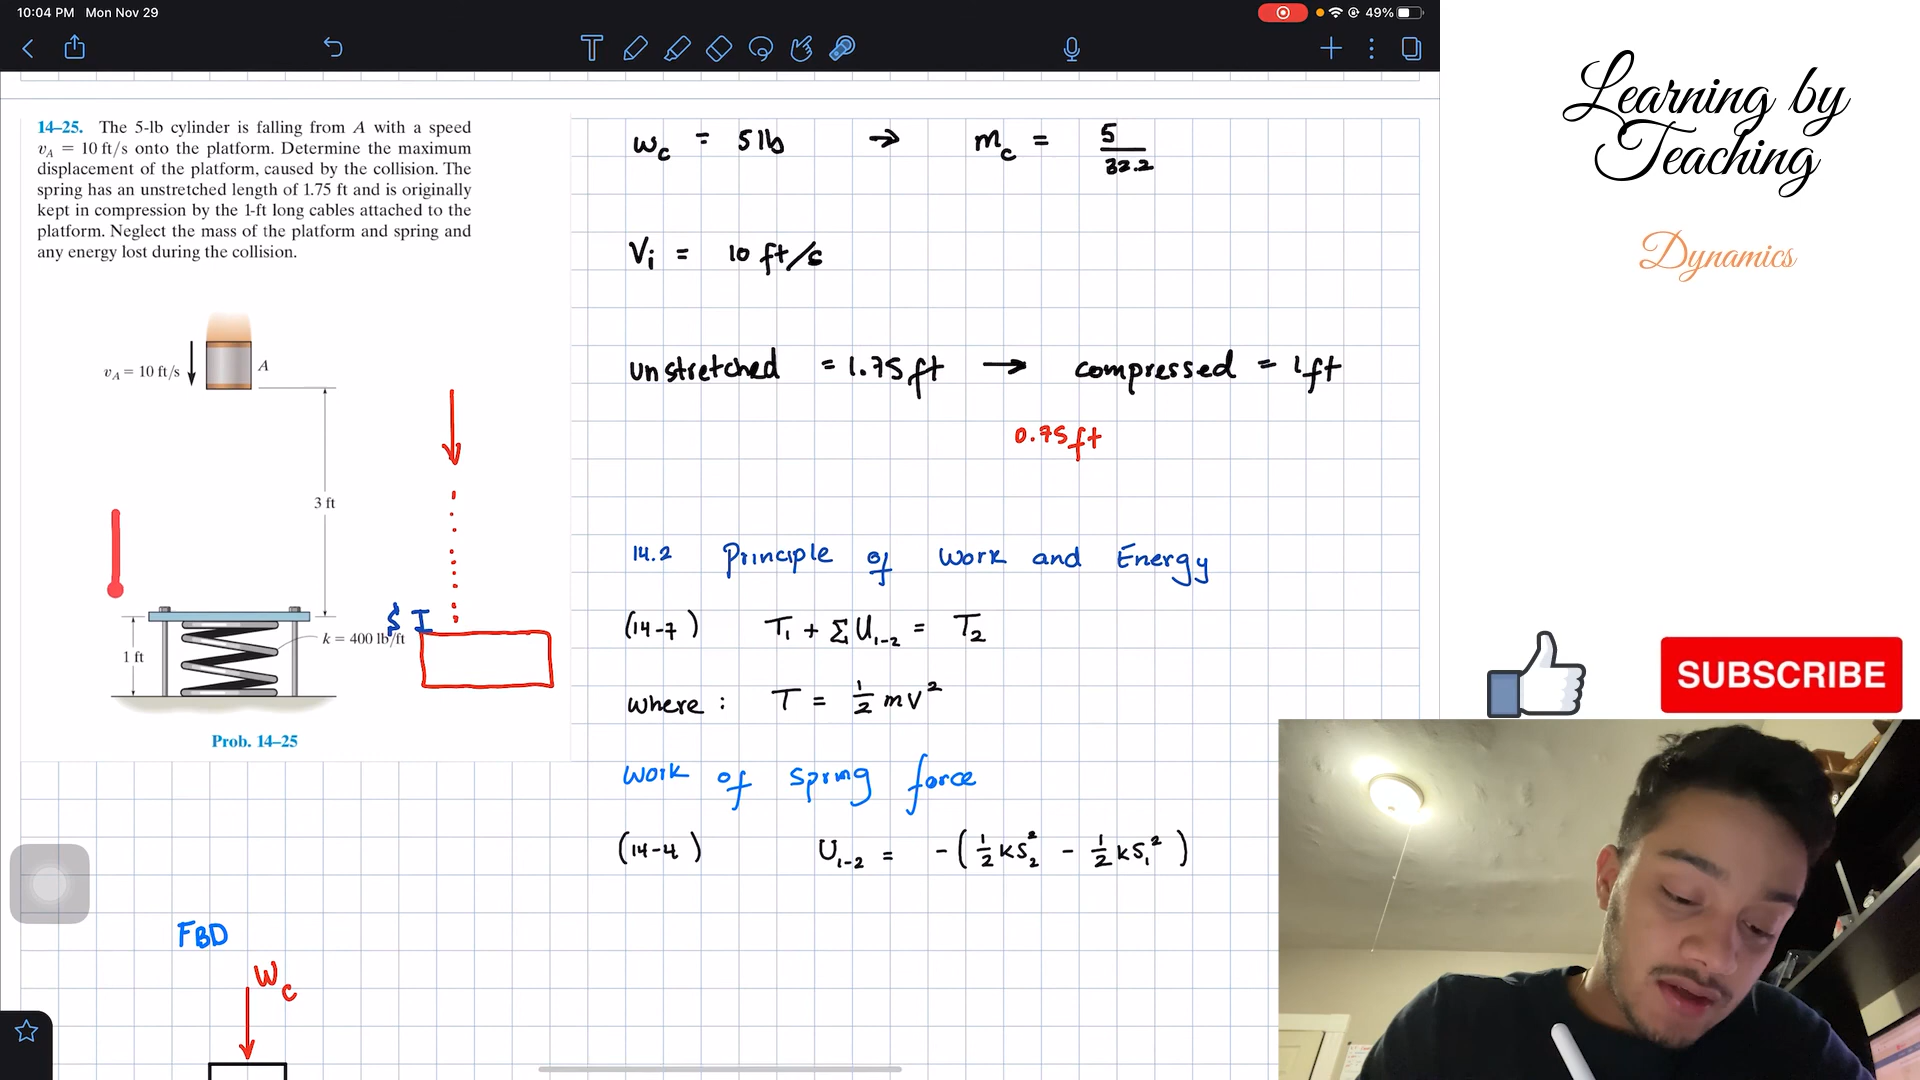 10:04 PM Mon Nov 29
49%
14–25. The 5-lb cylinder is falling from A with a speed
vA = 10 ft/s onto the platform. Determine the maximum
displacement of the platform, caused by the collision. The
spring has an unstretched length of 1.75 ft and is originally
kept in compression by the 1-ft long cables attached to the
platform. Neglect the mass of the platform and spring and
any energy lost during the collision.
vA = 10 ft/s
A
3 ft
k = 400 lb/ft
1 ft
Prob. 14–25
FBD
Wc
wc = 5 lb → mc = 5/32.2
Vi = 10 ft/s
unstretched = 1.75 ft → compressed = 1 ft
0.75 ft
14.2 Principle of Work and Energy
(14-7) T1 + ΣU1-2 = T2
where : T = 1/2 mv²
Work of spring force
(14-4) U1-2 = -(1/2 KS2² - 1/2 KS1²)
Learning by
Teaching
Dynamics
SUBSCRIBE